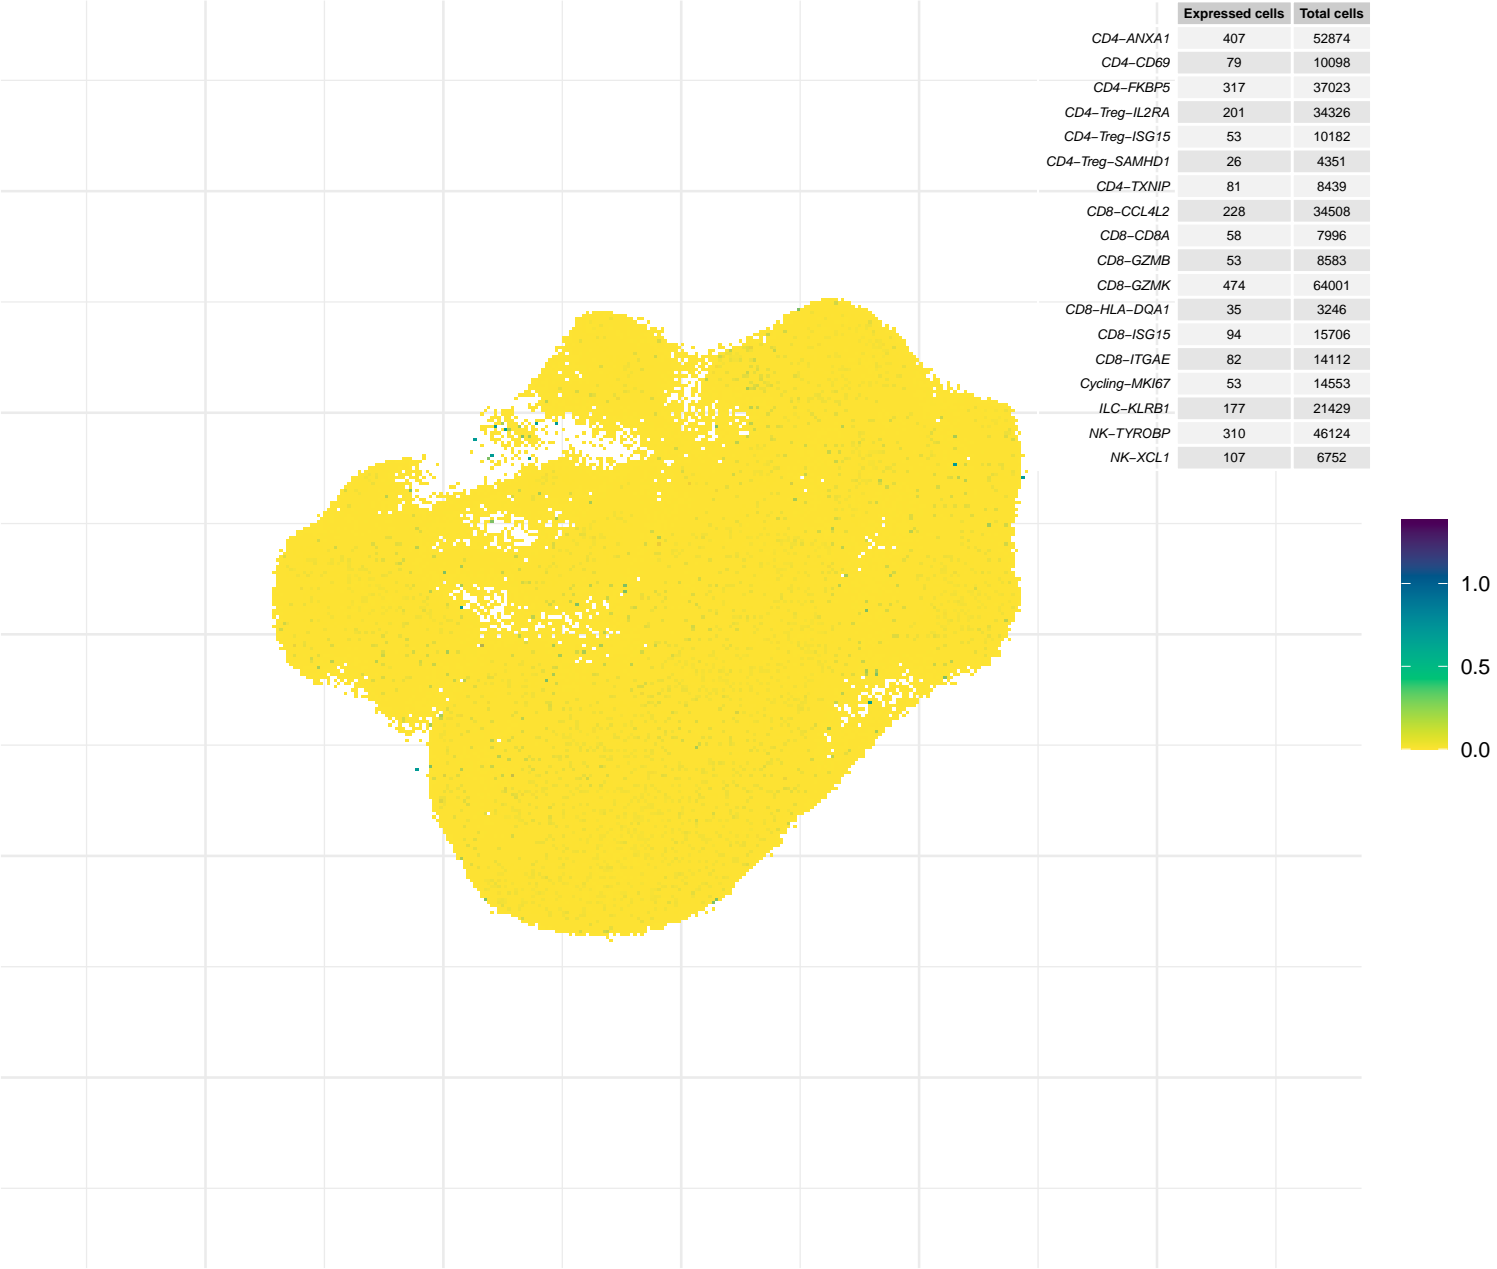 Expressed cells Total cells
CD4−ANXA1 407 52874
CD4−CD69 79 10098
CD4−FKBP5 317 37023
CD4−Treg−IL2RA 201 34326
CD4−Treg−ISG15 53 10182
CD4−Treg−SAMHD1 26 4351
CD4−TXNIP 81 8439
CD8−CCL4L2 228 34508
CD8−CD8A 58 7996
CD8−GZMB 53 8583
CD8−GZMK 474 64001
CD8−HLA−DQA1 35 3246
CD8−ISG15 94 15706
CD8−ITGAE 82 14112
Cycling−MKI67 53 14553
ILC−KLRB1 177 21429
NK−TYROBP 310 46124
NK−XCL1 107 6752
1.0
0.5
0.0